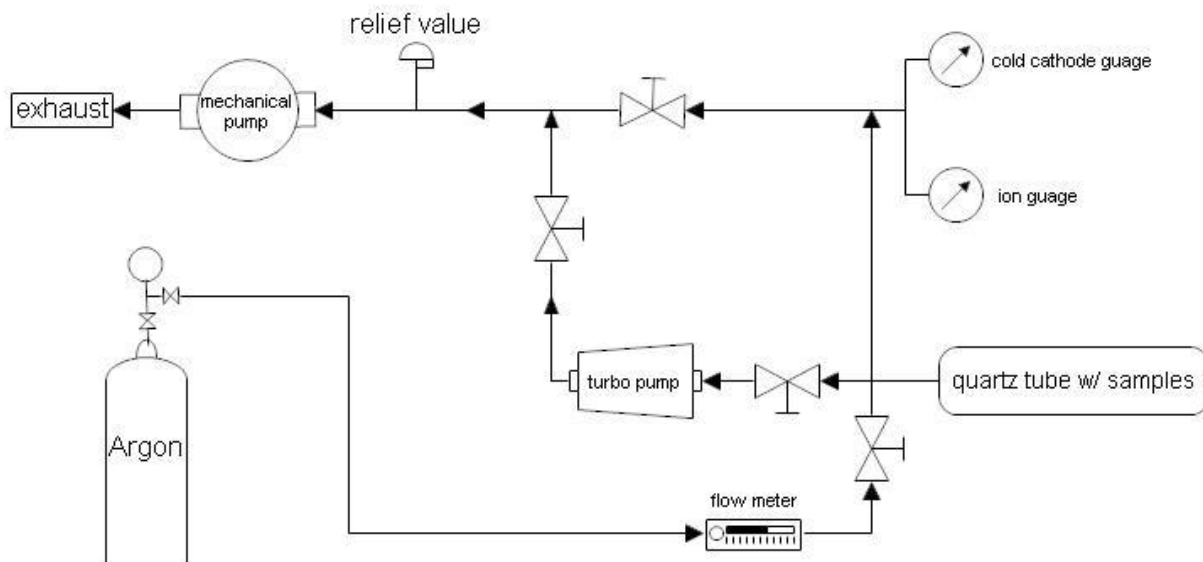 relief value
cold cathode guage
exhaust
mechanical
pump
ion guage
turbo pump
quartz tube w/ samples
Argon
flow meter